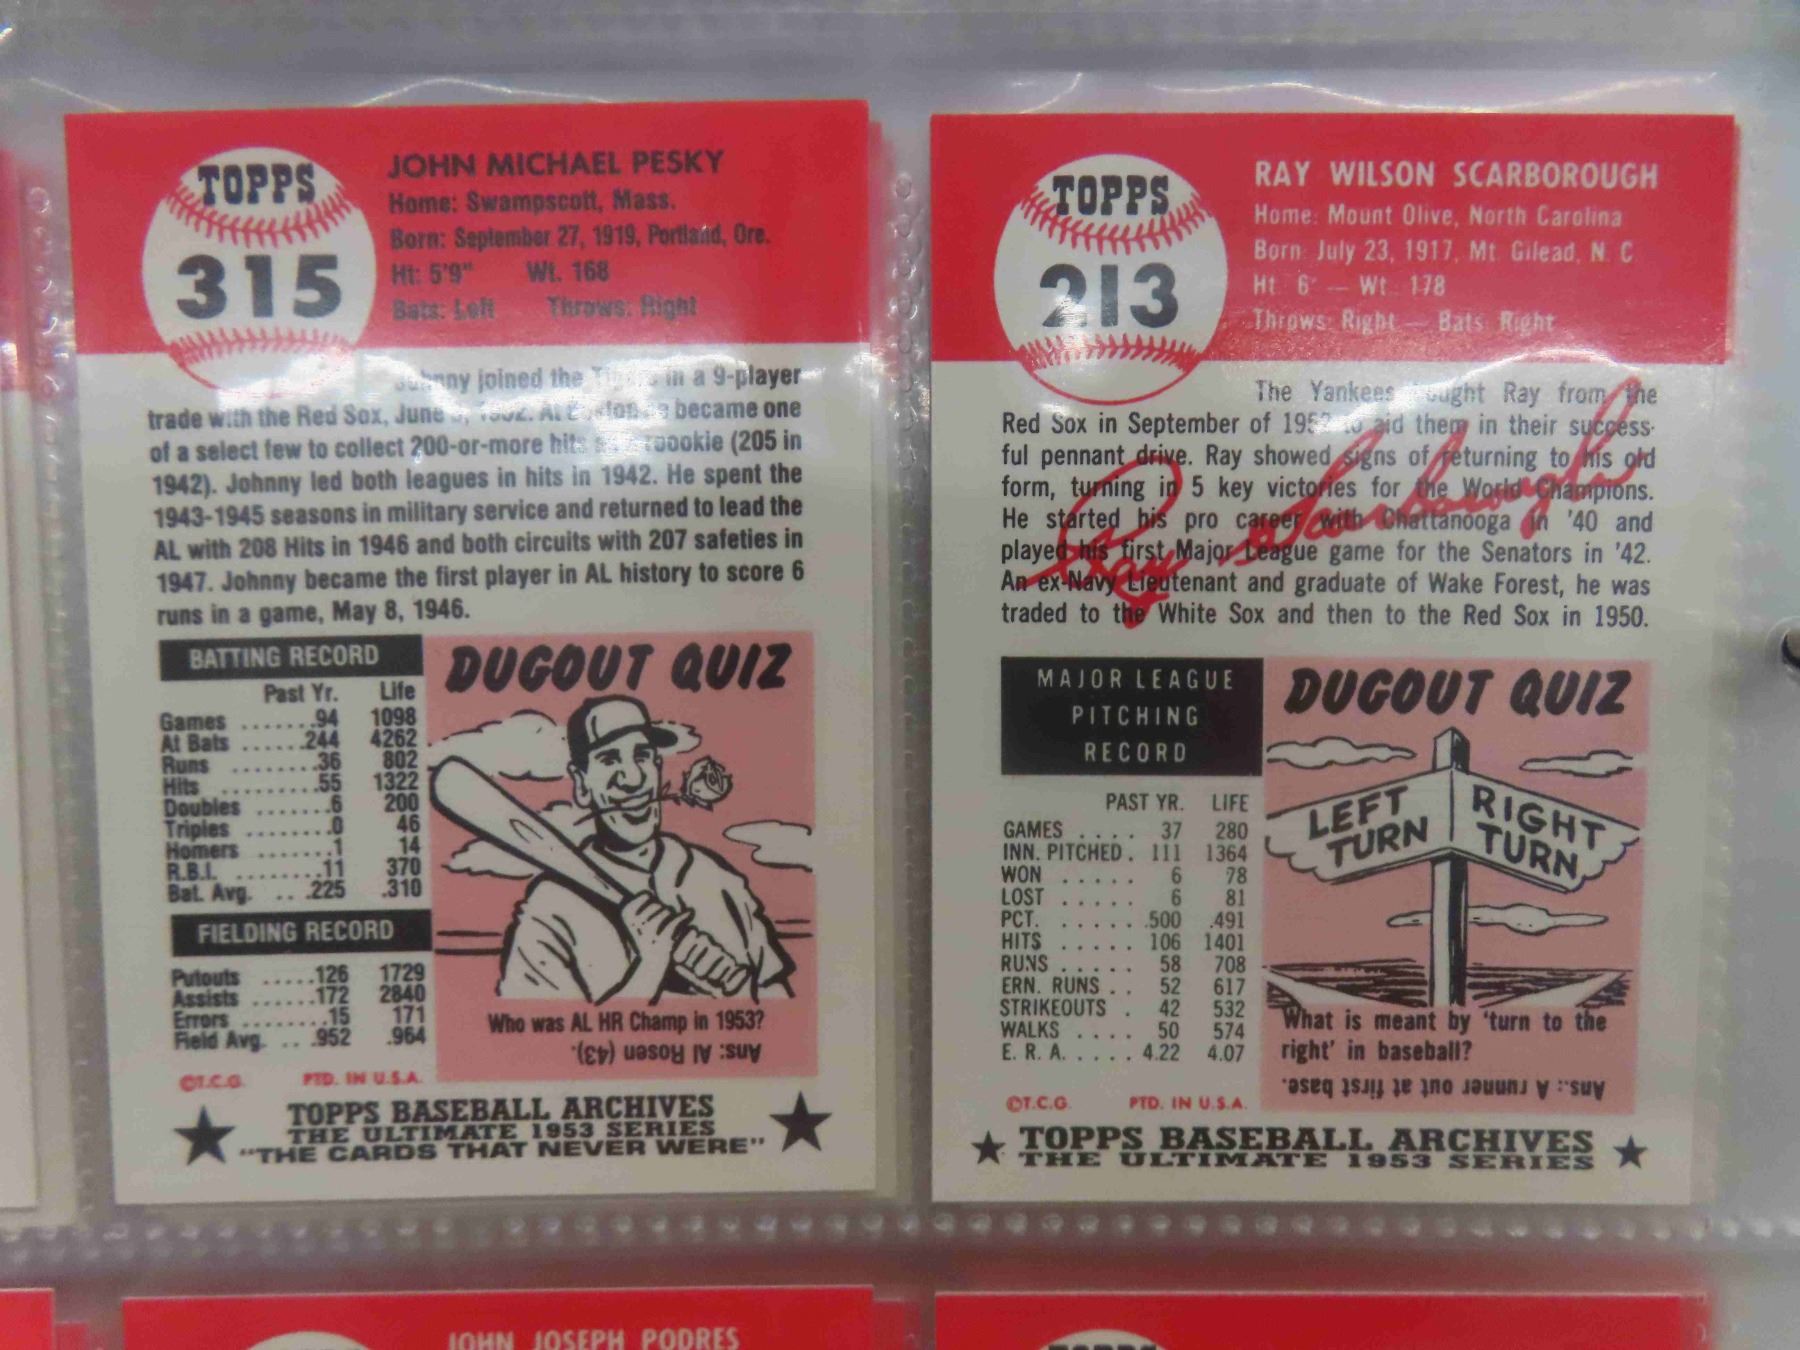 TOPPS
315
JOHN MICHAEL PESKY
Home: Swampscott, Mass.
Born: September 27, 1919, Portland, Ore.
Ht: 5'9" Wt. 168
Bats: Left Throws: Right
Johnny joined the Tigers in a 9-player
trade with the Red Sox, June 1952. At Boston he became one
of a select few to collect 200-or-more hits as a rookie (205 in
1942). Johnny led both leagues in hits in 1942. He spent the
1943-1945 seasons in military service and returned to lead the
AL with 208 Hits in 1946 and both circuits with 207 safeties in
1947. Johnny became the first player in AL history to score 6
runs in a game, May 8, 1946.
BATTING RECORD
Past Yr. Life
Games .......94 1098
At Bats ......244 4262
Runs ........36 802
Hits ..........55 1322
Doubles .......6 200
Triples ........0 46
Homers .......1 14
R.B.I. ........11 370
Bat. Avg. ...225 .310
FIELDING RECORD
Putouts .....126 1729
Assists ......172 2840
Errors ........15 171
Field Avg. ...952 .964
DUGOUT QUIZ
Who was AL HR Champ in 1953?
Ans: Al Rosen (43).
©T.C.G. PTD. IN U.S.A.
TOPPS BASEBALL ARCHIVES
THE ULTIMATE 1953 SERIES
"THE CARDS THAT NEVER WERE"
TOPPS
213
RAY WILSON SCARBOROUGH
Home: Mount Olive, North Carolina
Born: July 23, 1917, Mt. Gilead, N. C
Ht. 6' — Wt. 178
Throws: Right — Bats: Right
The Yankees bought Ray from the
Red Sox in September of 1952 to aid them in their success-
ful pennant drive. Ray showed signs of returning to his old
form, turning in 5 key victories for the World Champions.
He started his pro career with Chattanooga in '40 and
played his first Major League game for the Senators in '42.
An ex-Navy Lieutenant and graduate of Wake Forest, he was
traded to the White Sox and then to the Red Sox in 1950.
Ray Scarborough
MAJOR LEAGUE
PITCHING
RECORD
PAST YR. LIFE
GAMES .... 37 280
INN. PITCHED . 111 1364
WON ..... 6 78
LOST ..... 6 81
PCT. ..... .500 .491
HITS ..... 106 1401
RUNS ..... 58 708
ERN. RUNS .. 52 617
STRIKEOUTS . 42 532
WALKS .... 50 574
E. R. A. .... 4.22 4.07
DUGOUT QUIZ
LEFT TURN
RIGHT TURN
What is meant by 'turn to the
right' in baseball?
Ans.: A runner out at first base.
©T.C.G. PTD. IN U.S.A.
TOPPS BASEBALL ARCHIVES
THE ULTIMATE 1953 SERIES
JOHN JOSEPH PODRES
TOPPS